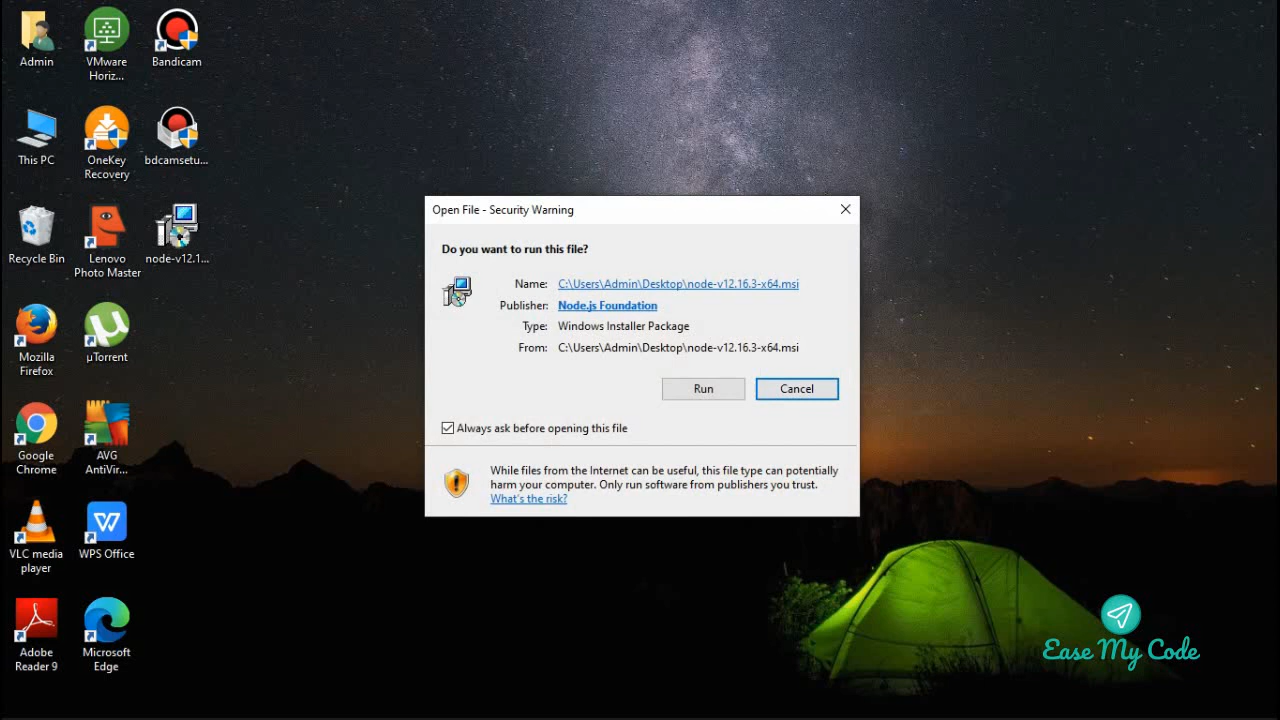 Admin
VMware
Horiz...
Bandicam
This PC
OneKey
Recovery
bdcamsetu...
Recycle Bin
Lenovo
Photo Master
node-v12.1...
Mozilla
Firefox
µTorrent
Google
Chrome
AVG
AntiVir...
VLC media
player
WPS Office
Adobe
Reader 9
Microsoft
Edge
Open File - Security Warning
Do you want to run this file?
Name: C:\Users\Admin\Desktop\node-v12.16.3-x64.msi
Publisher: Node.js Foundation
Type: Windows Installer Package
From: C:\Users\Admin\Desktop\node-v12.16.3-x64.msi
Run Cancel
Always ask before opening this file
While files from the Internet can be useful, this file type can potentially
harm your computer. Only run software from publishers you trust.
What's the risk?
Ease My Code